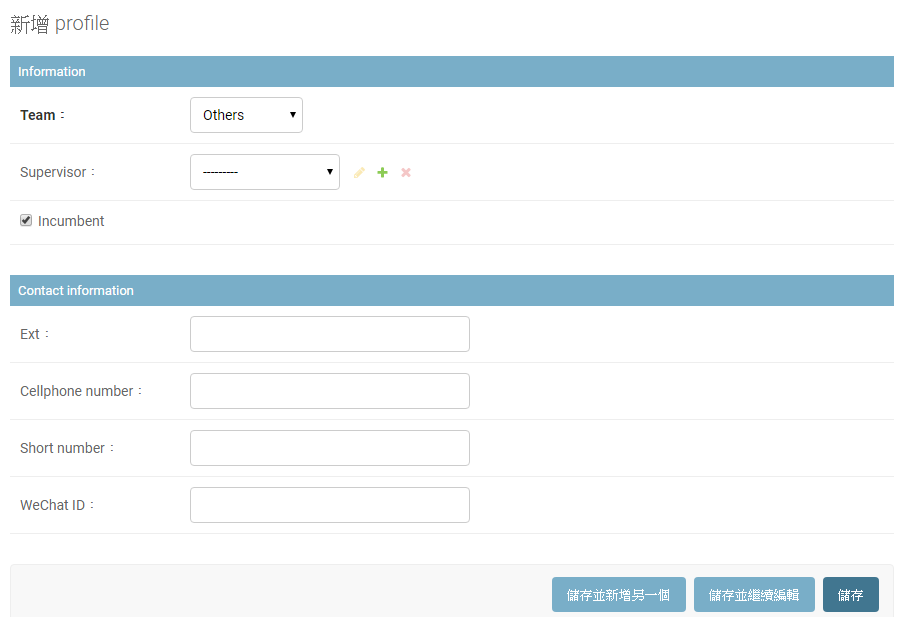 新增 profile
Information
Team：
Others
Supervisor：
---------
Incumbent
Contact information
Ext：
Cellphone number：
Short number：
WeChat ID：
儲存並新增另一個 儲存並繼續編輯 儲存